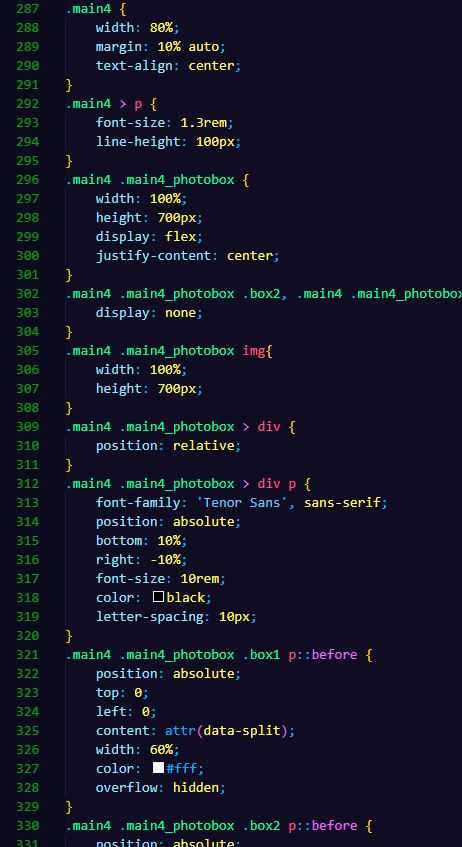 287 .main4 {
288 width: 80%;
289 margin: 10% auto;
290 text-align: center;
291 }
292 .main4 > p {
293 font-size: 1.3rem;
294 line-height: 100px;
295 }
296 .main4 .main4_photobox {
297 width: 100%;
298 height: 700px;
299 display: flex;
300 justify-content: center;
301 }
302 .main4 .main4_photobox .box2, .main4 .main4_photobox
303 display: none;
304 }
305 .main4 .main4_photobox img{
306 width: 100%;
307 height: 700px;
308 }
309 .main4 .main4_photobox > div {
310 position: relative;
311 }
312 .main4 .main4_photobox > div p {
313 font-family: 'Tenor Sans', sans-serif;
314 position: absolute;
315 bottom: 10%;
316 right: -10%;
317 font-size: 10rem;
318 color: black;
319 letter-spacing: 10px;
320 }
321 .main4 .main4_photobox .box1 p::before {
322 position: absolute;
323 top: 0;
324 left: 0;
325 content: attr(data-split);
326 width: 60%;
327 color: #fff;
328 overflow: hidden;
329 }
330 .main4 .main4_photobox .box2 p::before {
331 position: absolute;